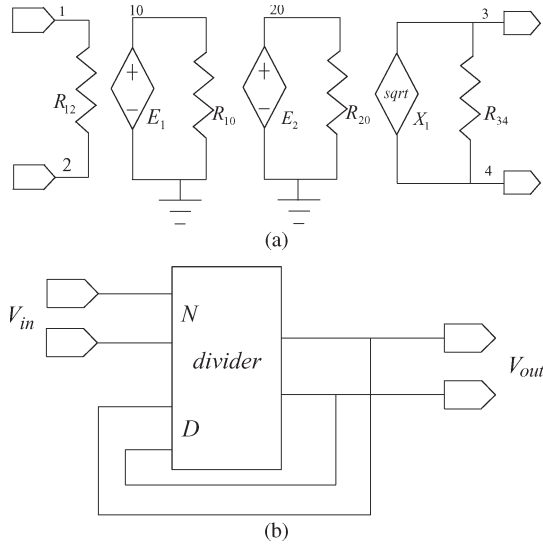 1 10 20 3
R12 + − E1 R10 + − E2 R20 sqrt X1 R34
2 4
(a)
Vin N divider Vout
D
(b)